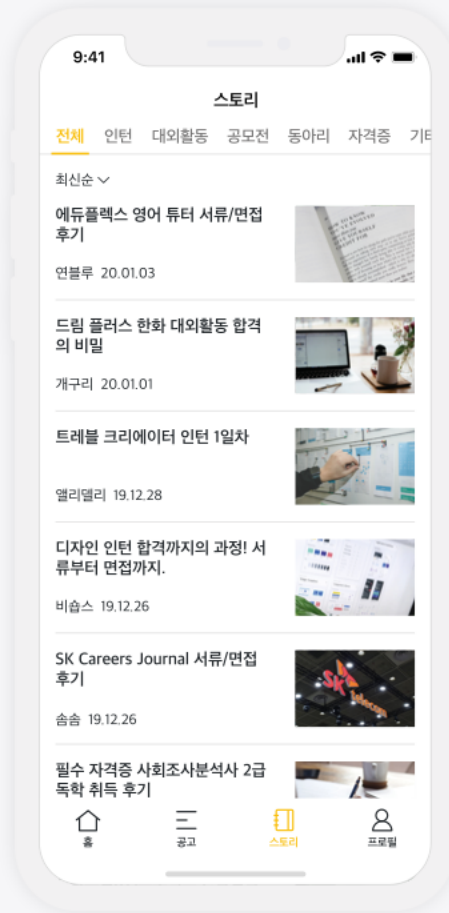 9:41
스토리
전체 인턴 대외활동 공모전 동아리 자격증 기타
최신순
에듀플렉스 영어 튜터 서류/면접
후기
연블루 20.01.03
드림 플러스 한화 대외활동 합격
의 비밀
개구리 20.01.01
트레블 크리에이터 인턴 1일차
앨리델리 19.12.28
디자인 인턴 합격까지의 과정! 서
류부터 면접까지.
비숍스 19.12.26
SK Careers Journal 서류/면접
후기
SK telecom
솜솜 19.12.26
필수 자격증 사회조사분석사 2급
독학 취득 후기
홈 공고 스토리 프로필